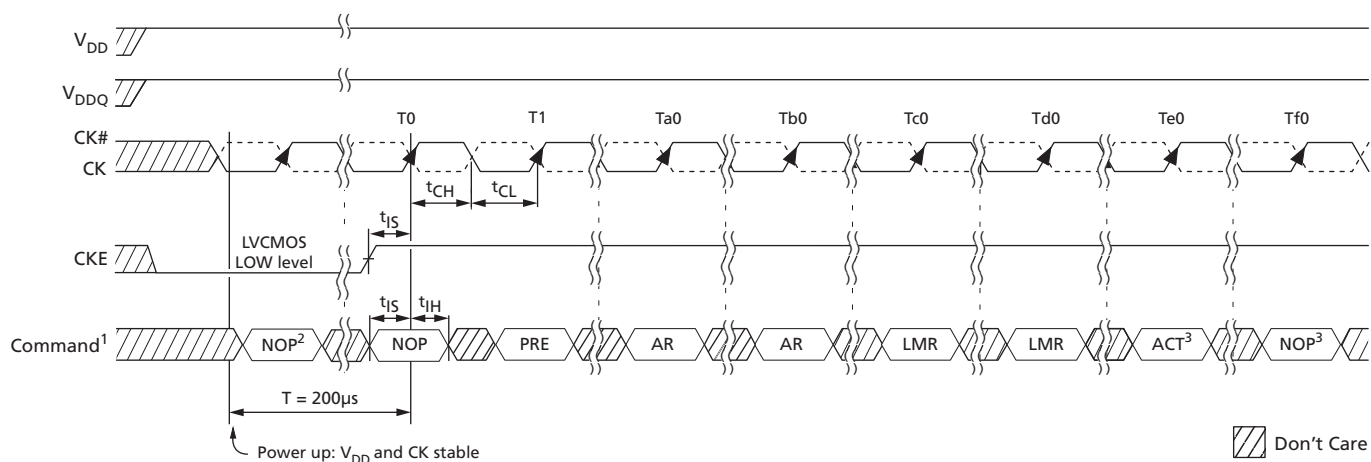 VDD
VDDQ
T0 T1 Ta0 Tb0 Tc0 Td0 Te0 Tf0
CK#
CK
tCH tCL
tIS
LVCMOS
LOW level
CKE
tIS tIH
Command¹ NOP² NOP PRE AR AR LMR LMR ACT³ NOP³
T = 200µs
Power up: VDD and CK stable
Don't Care